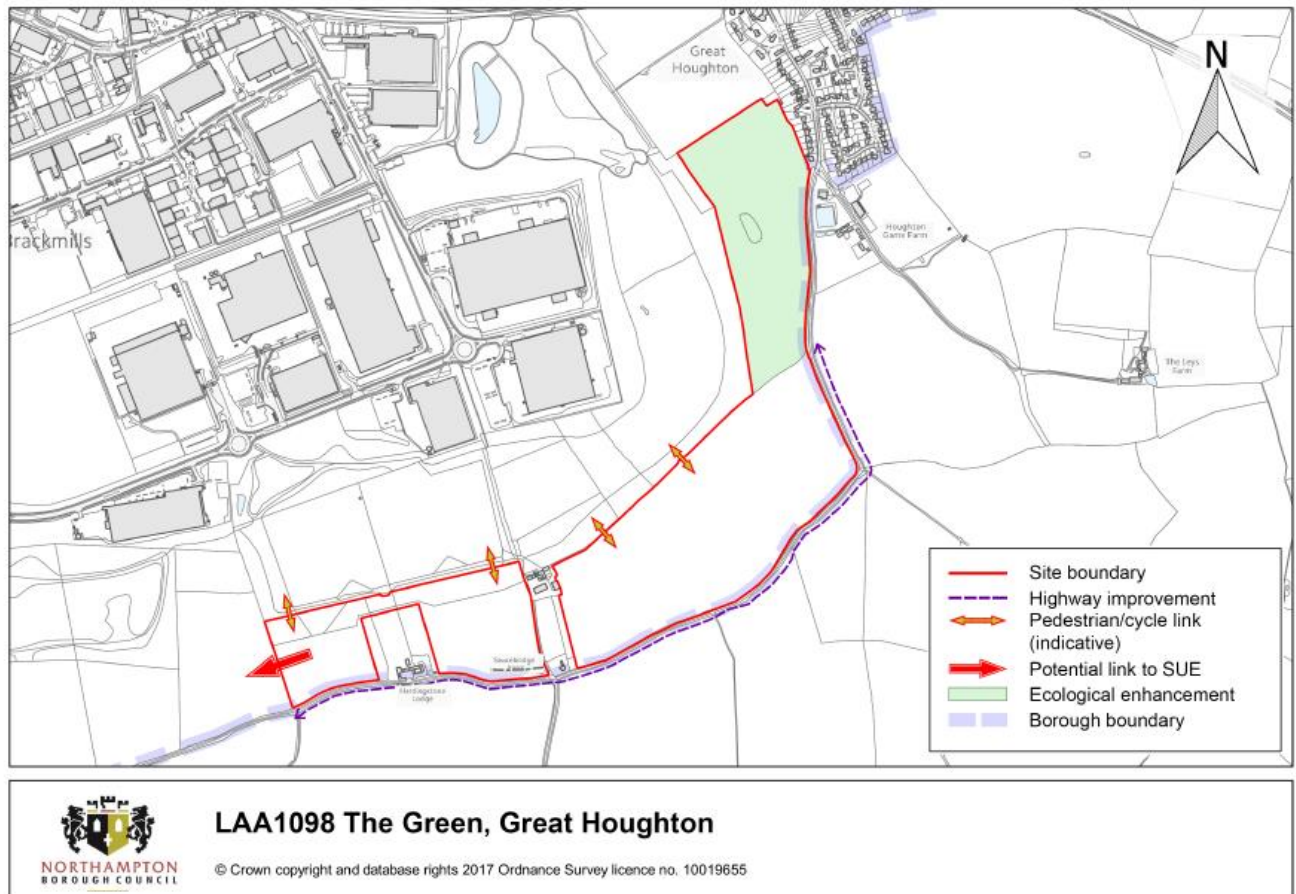 Great
Houghton
N
Brackmills
Houghton
Game Farm
The Leys
Farm
Lodge
Site boundary
Highway improvement
Pedestrian/cycle link
(indicative)
Potential link to SUE
Ecological enhancement
Borough boundary
NORTHAMPTON
BOROUGH COUNCIL
LAA1098 The Green, Great Houghton
© Crown copyright and database rights 2017 Ordnance Survey licence no. 10019655